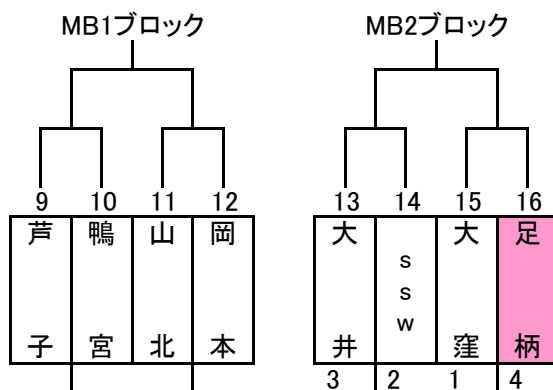 MB1ブロック
MB2ブロック
9 10 11 12
13 14 15 16
芦子
鴨宮
山北
岡本
大井
ssw
大窪
足柄
3 2 1 4